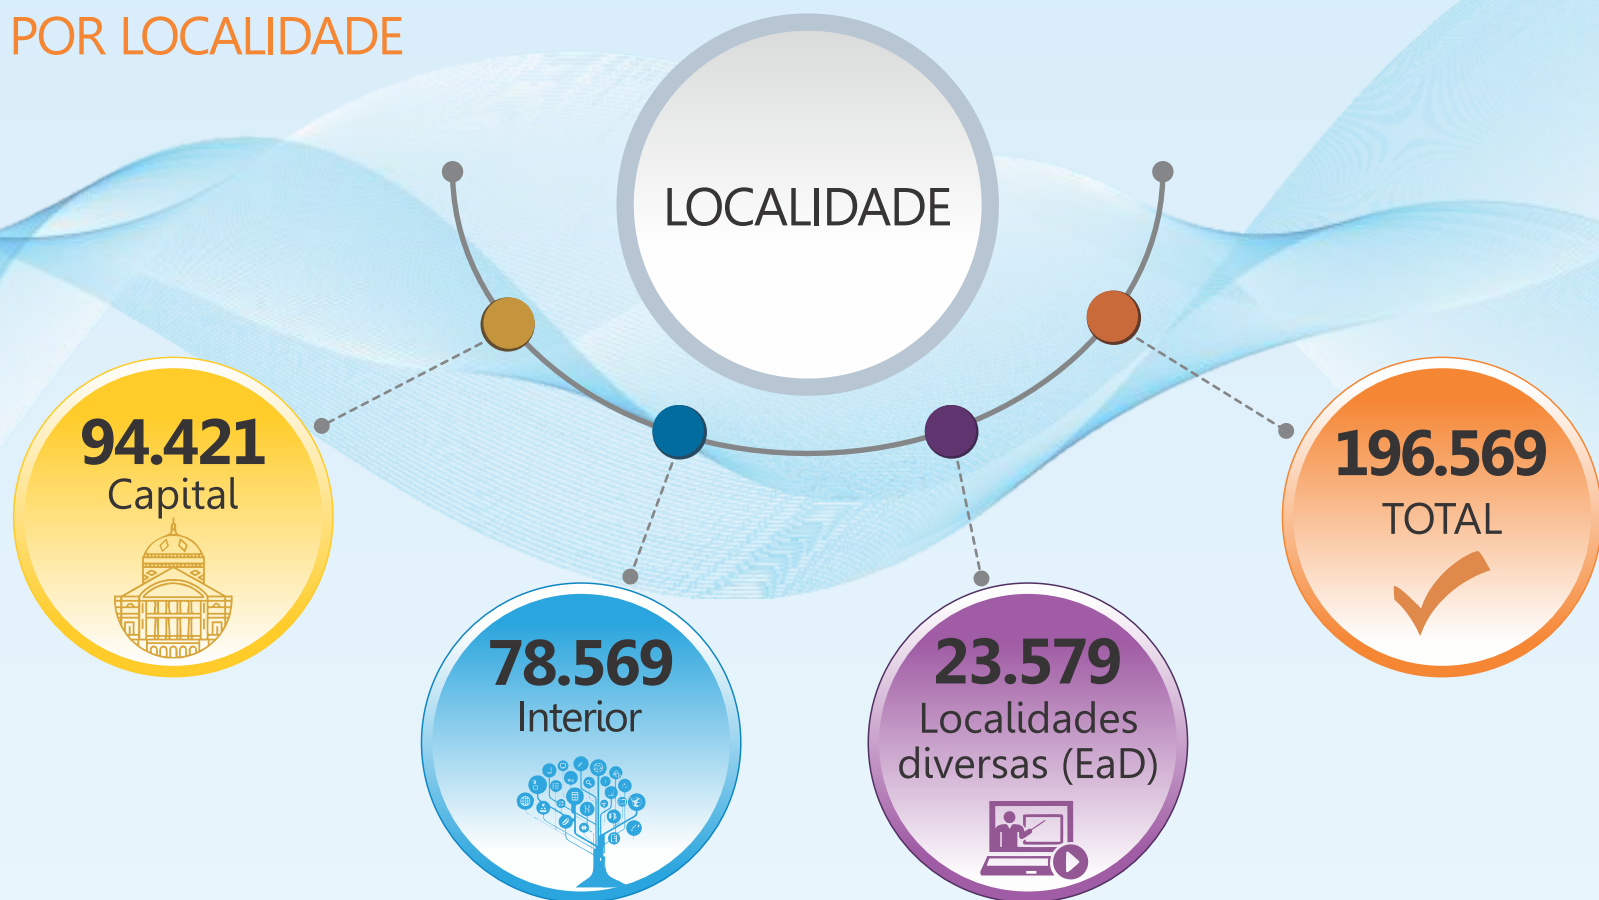 POR LOCALIDADE
LOCALIDADE
94.421
Capital
78.569
Interior
23.579
Localidades
diversas (EaD)
196.569
TOTAL